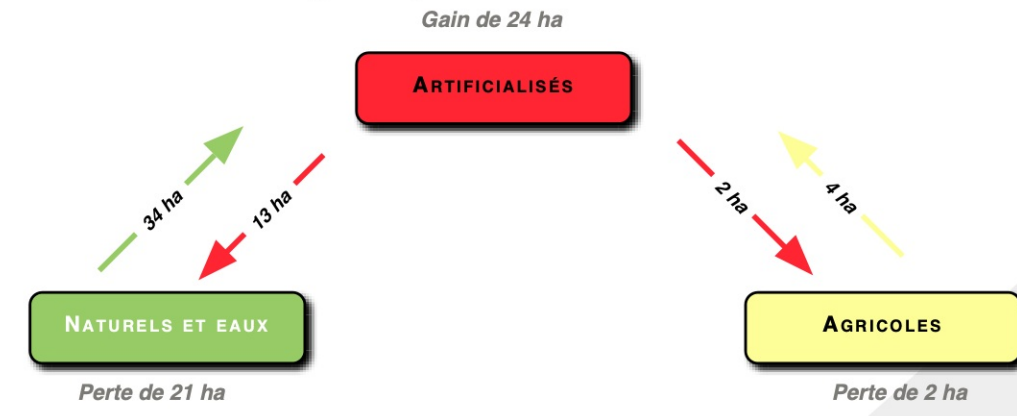 Gain de 24 ha
ARTIFICIALISÉS
34 ha
13 ha
2 ha
4 ha
NATURELS ET EAUX
AGRICOLES
Perte de 21 ha
Perte de 2 ha